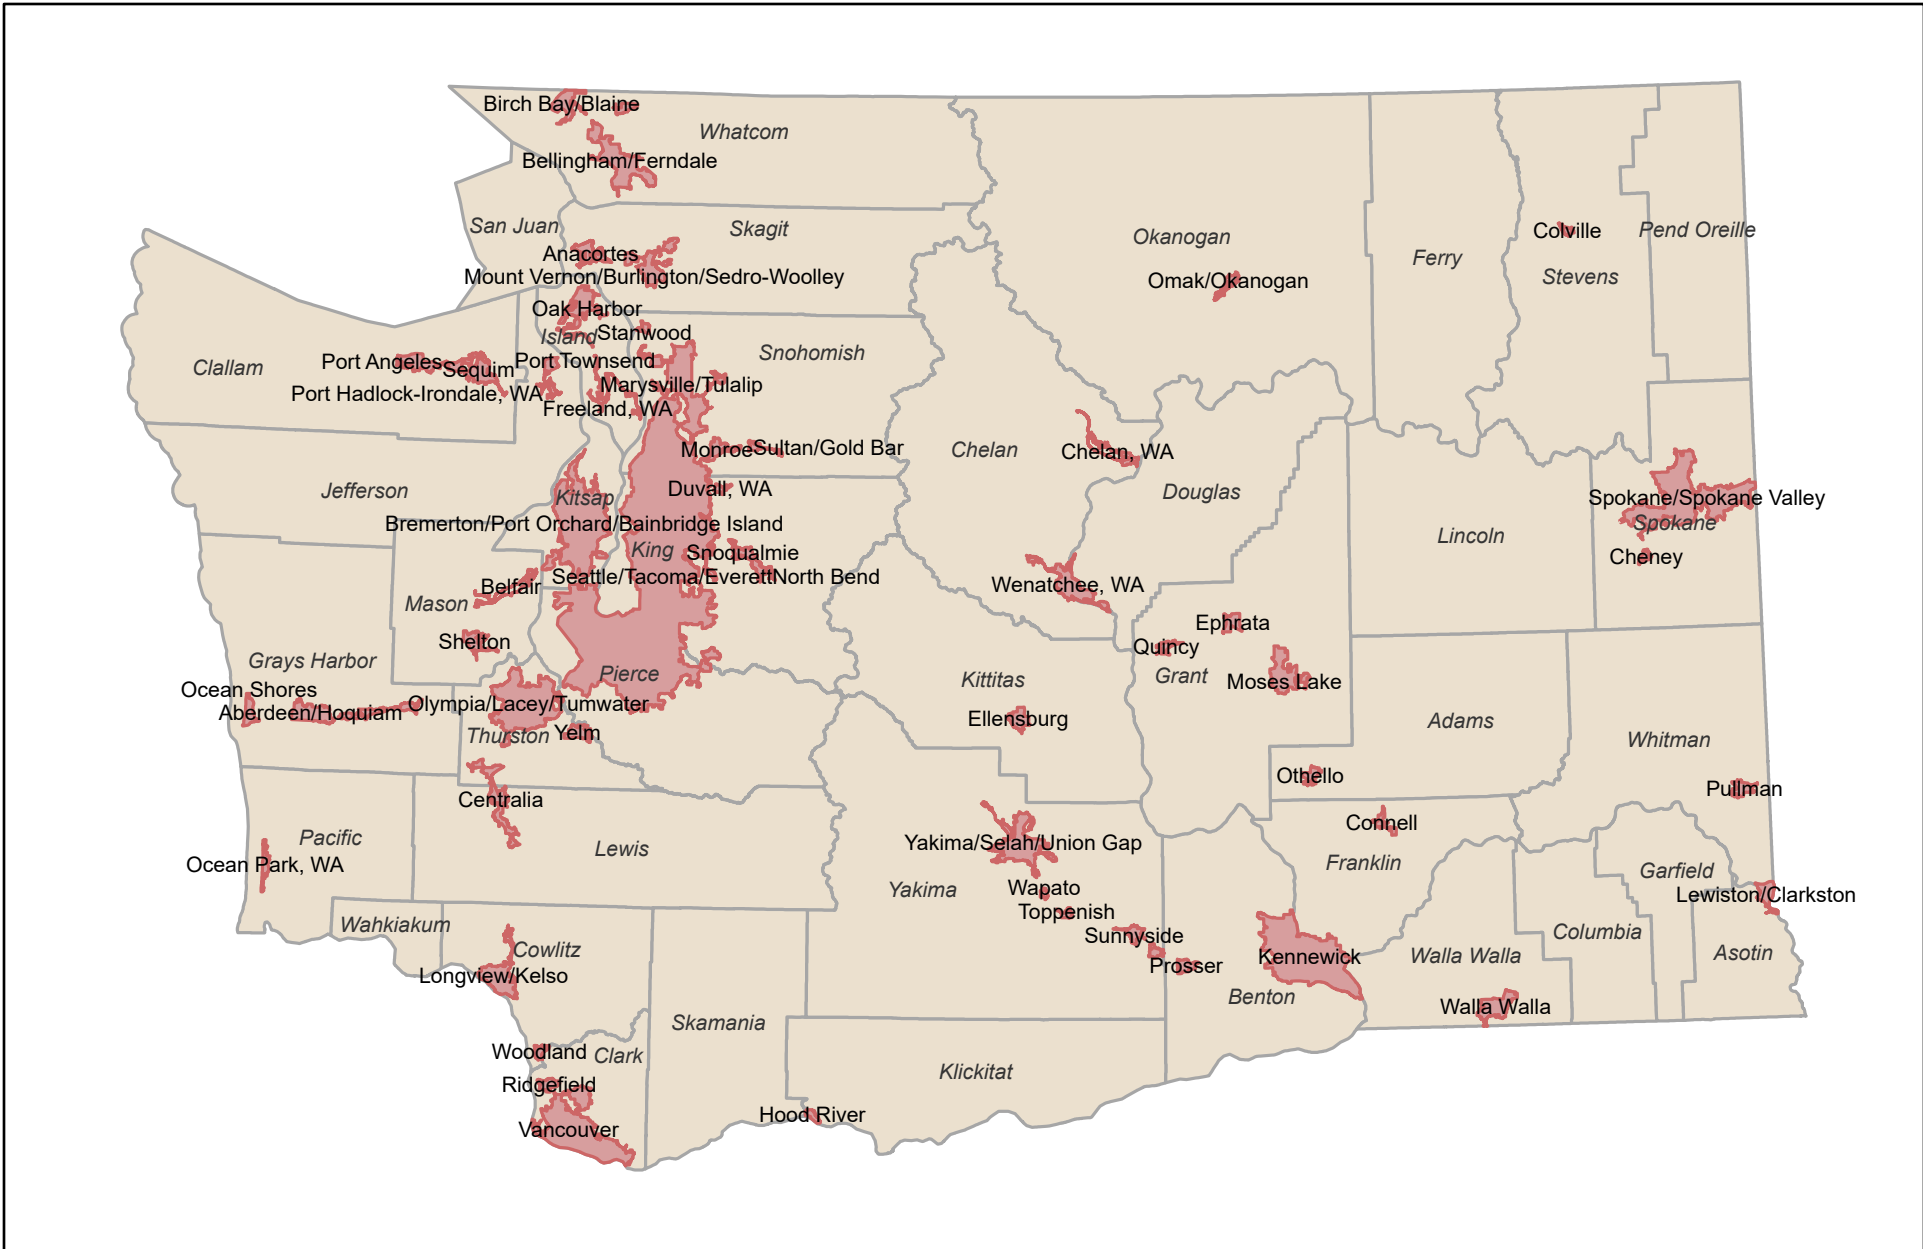 Birch Bay/Blaine
Whatcom
Bellingham/Ferndale
San Juan
Skagit
Colville
Pend Oreille
Okanogan
Anacortes
Ferry
Mount Vernon/Burlington/Sedro-Woolley
Stevens
Omak/Okanogan
Oak Harbor
Island
Stanwood
Snohomish
Clallam
Port Angeles
Sequim
Port Townsend
Marysville/Tulalip
Port Hadlock-Irondale, WA
Freeland, WA
Monroe
Sultan/Gold Bar
Chelan
Chelan, WA
Jefferson
Kitsap
Duvall, WA
Douglas
Spokane/Spokane Valley
Bremerton/Port Orchard/Bainbridge Island
Spokane
Lincoln
King
Snoqualmie
Cheney
Seattle/Tacoma/Everett
North Bend
Belfair
Wenatchee, WA
Mason
Ephrata
Shelton
Quincy
Grays Harbor
Pierce
Grant
Kittitas
Moses Lake
Ocean Shores
Olympia/Lacey/Tumwater
Aberdeen/Hoquiam
Ellensburg
Adams
Thurston
Yelm
Whitman
Othello
Pullman
Centralia
Connell
Pacific
Yakima/Selah/Union Gap
Lewis
Ocean Park, WA
Franklin
Garfield
Wapato
Yakima
Lewiston/Clarkston
Toppenish
Wahkiakum
Sunnyside
Columbia
Cowlitz
Kennewick
Walla Walla
Asotin
Prosser
Longview/Kelso
Benton
Walla Walla
Skamania
Woodland
Clark
Klickitat
Ridgefield
Hood River
Vancouver